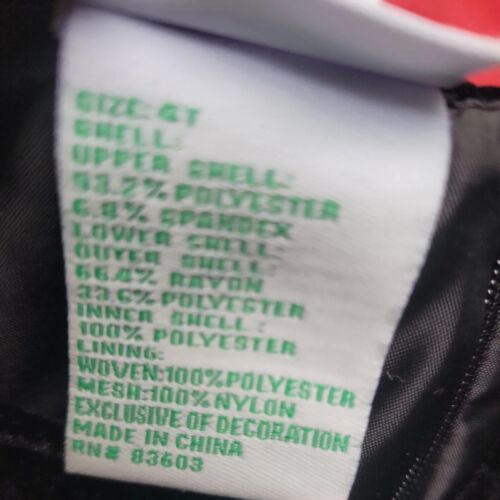 SIZE: 4T
SHELL:
UPPER SHELL:
93.2% POLYESTER
6.8% SPANDEX
LOWER SHELL:
OUTER SHELL:
66.4% RAYON
33.6% POLYESTER
INNER SHELL:
100% POLYESTER
LINING:
WOVEN:100%POLYESTER
MESH:100%NYLON
EXCLUSIVE OF DECORATION
MADE IN CHINA
RN# 93603